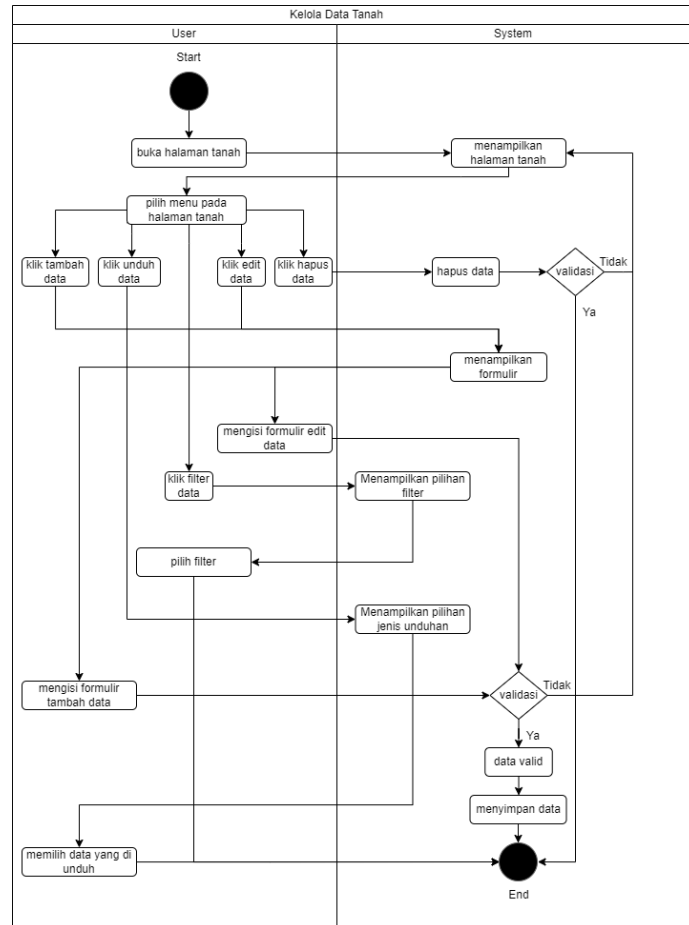 Kelola Data Tanah
User
System
Start
buka halaman tanah
menampilkan
halaman tanah
pilih menu pada
halaman tanah
klik tambah
data
klik unduh
data
klik edit
data
klik hapus
data
hapus data
validasi
Tidak
Ya
menampilkan
formulir
mengisi formulir edit
data
klik filter
data
Menampilkan pilihan
filter
pilih filter
Menampilkan pilihan
jenis unduhan
mengisi formulir
tambah data
validasi
Tidak
Ya
data valid
menyimpan data
memilih data yang di
unduh
End